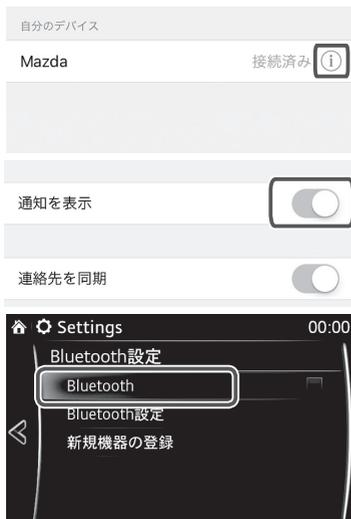 自分のデバイス
Mazda 接続済み i
通知を表示
連絡先を同期
Settings 00:00
Bluetooth設定
Bluetooth
Bluetooth設定
新規機器の登録